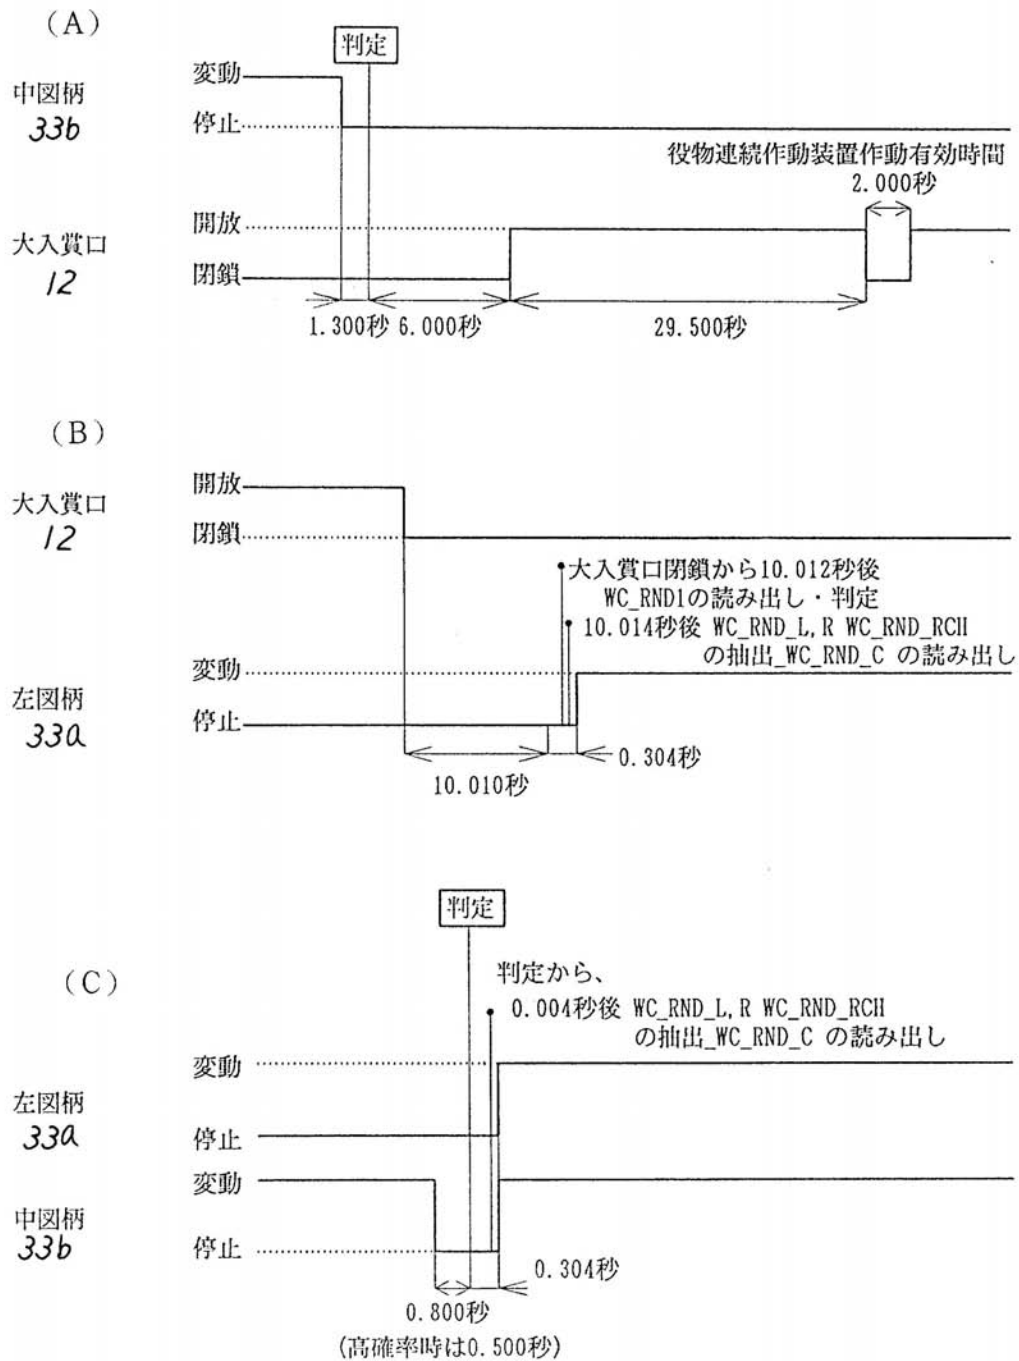 (A)
判定
中図柄
33b
変動
停止
役物連続作動装置作動有効時間
2.000秒
大入賞口
12
開放
閉鎖
1.300秒 6.000秒
29.500秒
(B)
大入賞口
12
開放
閉鎖
大入賞口閉鎖から10.012秒後
WC_RND1の読み出し・判定
10.014秒後 WC_RND_L,R WC_RND_RCH
の抽出_WC_RND_C の読み出し
左図柄
33a
変動
停止
0.304秒
10.010秒
判定
(C)
判定から、
0.004秒後 WC_RND_L,R WC_RND_RCH
の抽出_WC_RND_C の読み出し
左図柄
33a
変動
停止
中図柄
33b
変動
停止
0.304秒
0.800秒
(高確率時は0.500秒)